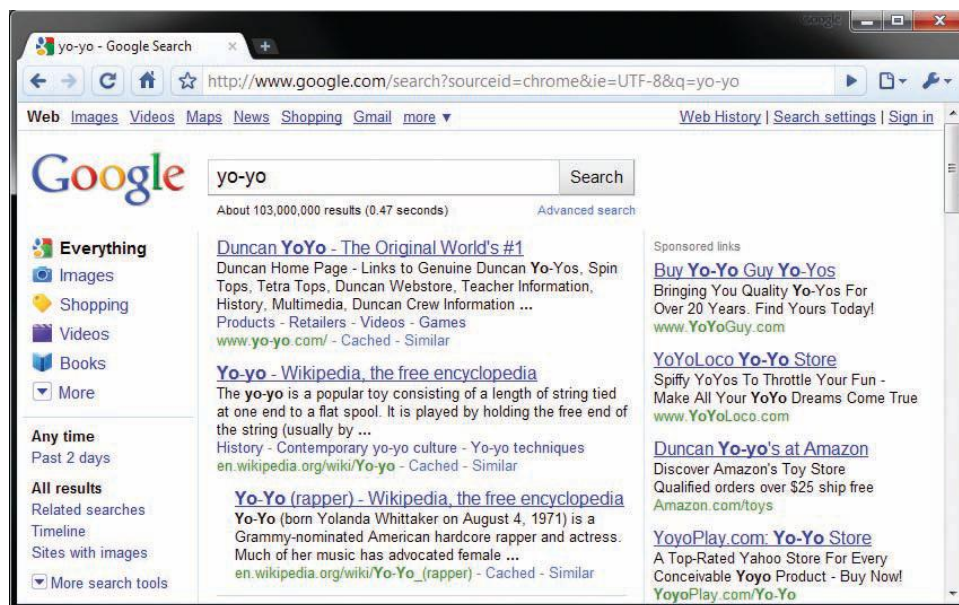 Google
yo-yo - Google Search
http://www.google.com/search?sourceid=chrome&ie=UTF-8&q=yo-yo
Web Images Videos Maps News Shopping Gmail more ▼
Web History | Search settings | Sign in
Google
yo-yo
Search
About 103,000,000 results (0.47 seconds)
Advanced search
Everything
Images
Shopping
Videos
Books
More
Any time
Past 2 days
All results
Related searches
Timeline
Sites with images
More search tools
Duncan YoYo - The Original World's #1
Duncan Home Page - Links to Genuine Duncan Yo-Yos, Spin
Tops, Tetra Tops, Duncan Webstore, Teacher Information,
History, Multimedia, Duncan Crew Information ...
Products - Retailers - Videos - Games
www.yo-yo.com/ - Cached - Similar
Yo-yo - Wikipedia, the free encyclopedia
The yo-yo is a popular toy consisting of a length of string tied
at one end to a flat spool. It is played by holding the free end of
the string (usually by ...
History - Contemporary yo-yo culture - Yo-yo techniques
en.wikipedia.org/wiki/Yo-yo - Cached - Similar
Yo-Yo (rapper) - Wikipedia, the free encyclopedia
Yo-Yo (born Yolanda Whittaker on August 4, 1971) is a
Grammy-nominated American hardcore rapper and actress.
Much of her music has advocated female ...
en.wikipedia.org/wiki/Yo-Yo_(rapper) - Cached - Similar
Sponsored links
Buy Yo-Yo Guy Yo-Yos
Bringing You Quality Yo-Yos For
Over 20 Years. Find Yours Today!
www.YoYoGuy.com
YoYoLoco Yo-Yo Store
Spiffy YoYos To Throttle Your Fun -
Make All Your YoYo Dreams Come True
www.YoYoLoco.com
Duncan Yo-yo's at Amazon
Discover Amazon's Toy Store
Qualified orders over $25 ship free
Amazon.com/toys
YoyoPlay.com: Yo-Yo Store
A Top-Rated Yahoo Store For Every
Conceivable Yoyo Product - Buy Now!
YoyoPlay.com/Yo-Yo